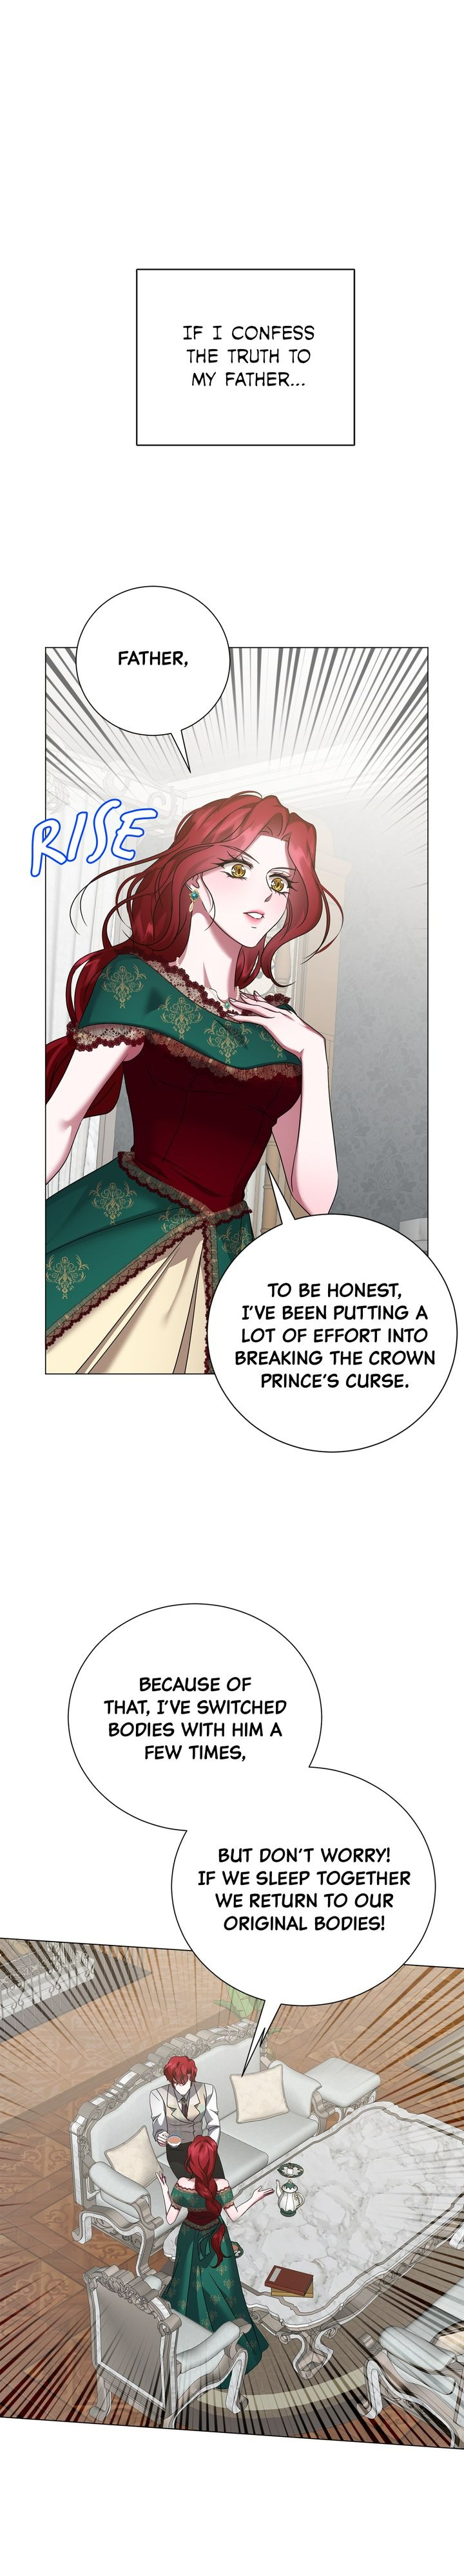 IF I CONFESS
THE TRUTH TO
MY FATHER...
FATHER,
RISE
TO BE HONEST,
I'VE BEEN PUTTING A
LOT OF EFFORT INTO
BREAKING THE CROWN
PRINCE'S CURSE.
BECAUSE OF
THAT, I'VE SWITCHED
BODIES WITH HIM A
FEW TIMES,
BUT DON'T WORRY!
IF WE SLEEP TOGETHER
WE RETURN TO OUR
ORIGINAL BODIES!